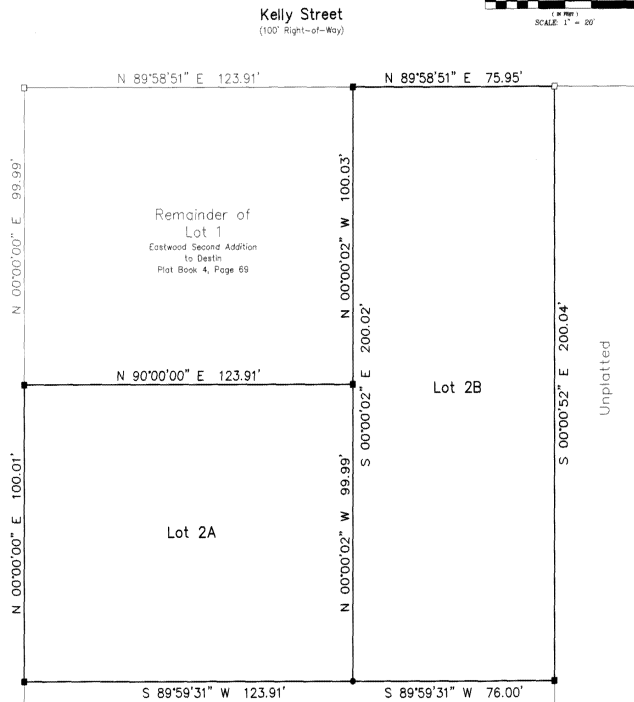 Kelly Street
(100' Right-of-Way)
( IN FEET )
SCALE: 1" = 20'
N 89°58'51" E 123.91'
N 89°58'51" E 75.95'
N 00°00'00" E 99.99'
Remainder of
Lot 1
Eastwood Second Addition
to Destin
Plat Book 4, Page 69
N 00°00'02" W 100.03'
S 00°00'02" E 200.02'
S 00°00'52" E 200.04'
Unplatted
N 90°00'00" E 123.91'
Lot 2B
N 00°00'00" E 100.01'
Lot 2A
N 00°00'02" W 99.99'
S 89°59'31" W 123.91'
S 89°59'31" W 76.00'